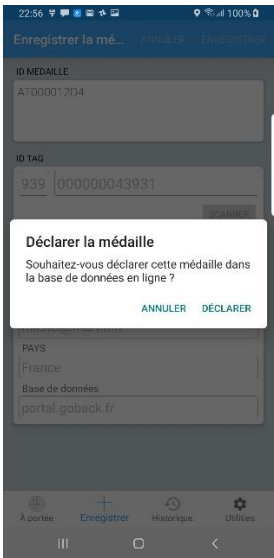 22:56
100%
Enregistrer la mé...
ANNULER
ENREGISTRER
ID MEDAILLE
AT000012D4
ID TAG
939
000000043931
SCANNER
Déclarer la médaille
Souhaitez-vous déclarer cette médaille dans
la base de données en ligne ?
ANNULER
DÉCLARER
PAYS
France
Base de données
portal.goback.fr
À portée
Enregistrer
Historique
Utilities